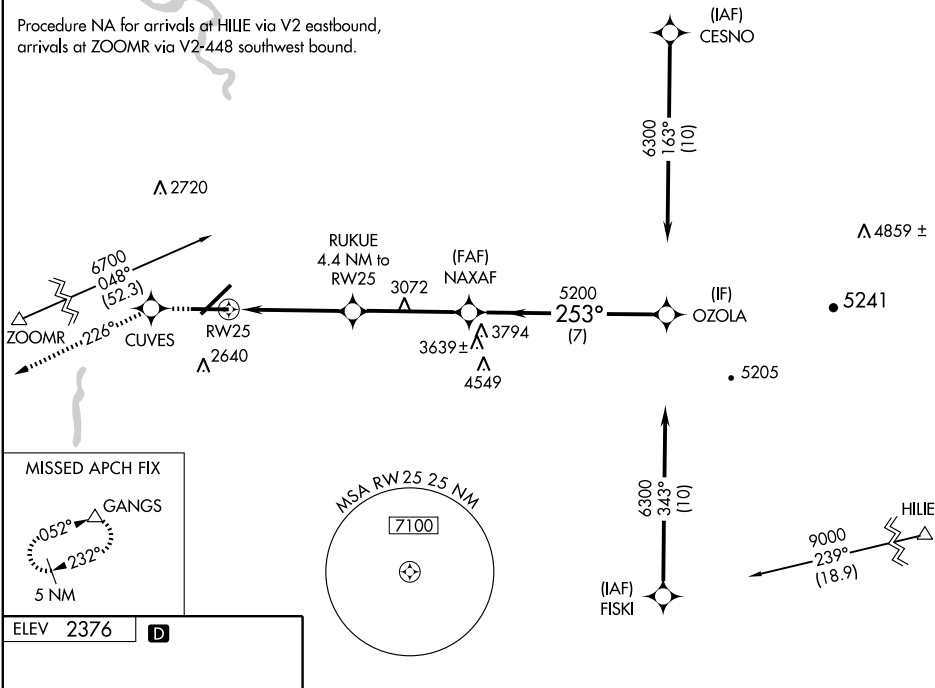 Procedure NA for arrivals at HILIE via V2 eastbound,
arrivals at ZOOMR via V2-448 southwest bound.
(IAF)
CESNO
6300
163°
(10)
2720
4859 ±
6700
048°
(52.3)
RUKUE
4.4 NM to
RW25
3072
(FAF)
NAXAF
5200
253°
(7)
(IF)
OZOLA
5241
ZOOMR
226°
CUVES
RW25
2640
3794
3639±
4549
5205
MISSED APCH FIX
GANGS
052°
232°
5 NM
MSA RW25 25 NM
7100
6300
343°
(10)
HILIE
9000
239°
(18.9)
(IAF)
FISKI
ELEV 2376 D